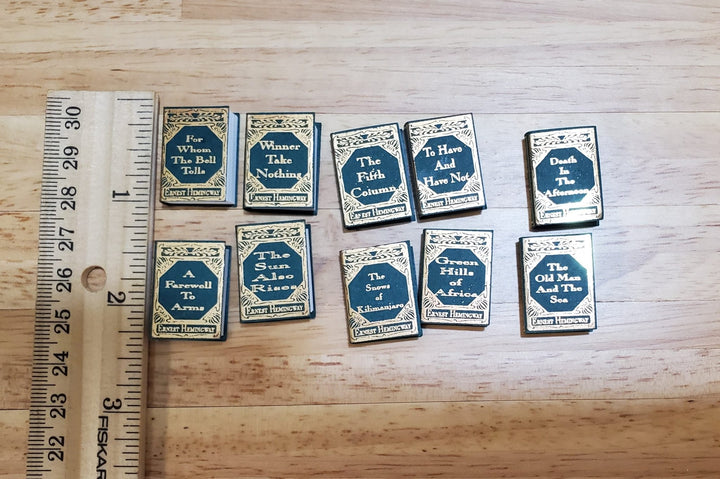 30
29
28
27
26
25
24
23
22
1
2
3
FISKAR
For
Whom
The Bell
Tolls
ERNEST HEMINGWAY
Winner
Take
Nothing
ERNEST HEMINGWAY
The
Fifth
Column
ERNEST HEMINGWAY
To Have
And
Have Not
ERNEST HEMINGWAY
Death
In
The
Afternoon
ERNEST
A
Farewell
To
Arms
ERNEST HEMINGWAY
The
Sun
Also
Rises
ERNEST HEMINGWAY
The
Snows
of
Kilimanjaro
ERNEST HEMINGWAY
Green
Hills
of
Africa
ERNEST HEMINGWAY
The
Old Man
And The
Sea
ERNEST HEMINGWAY